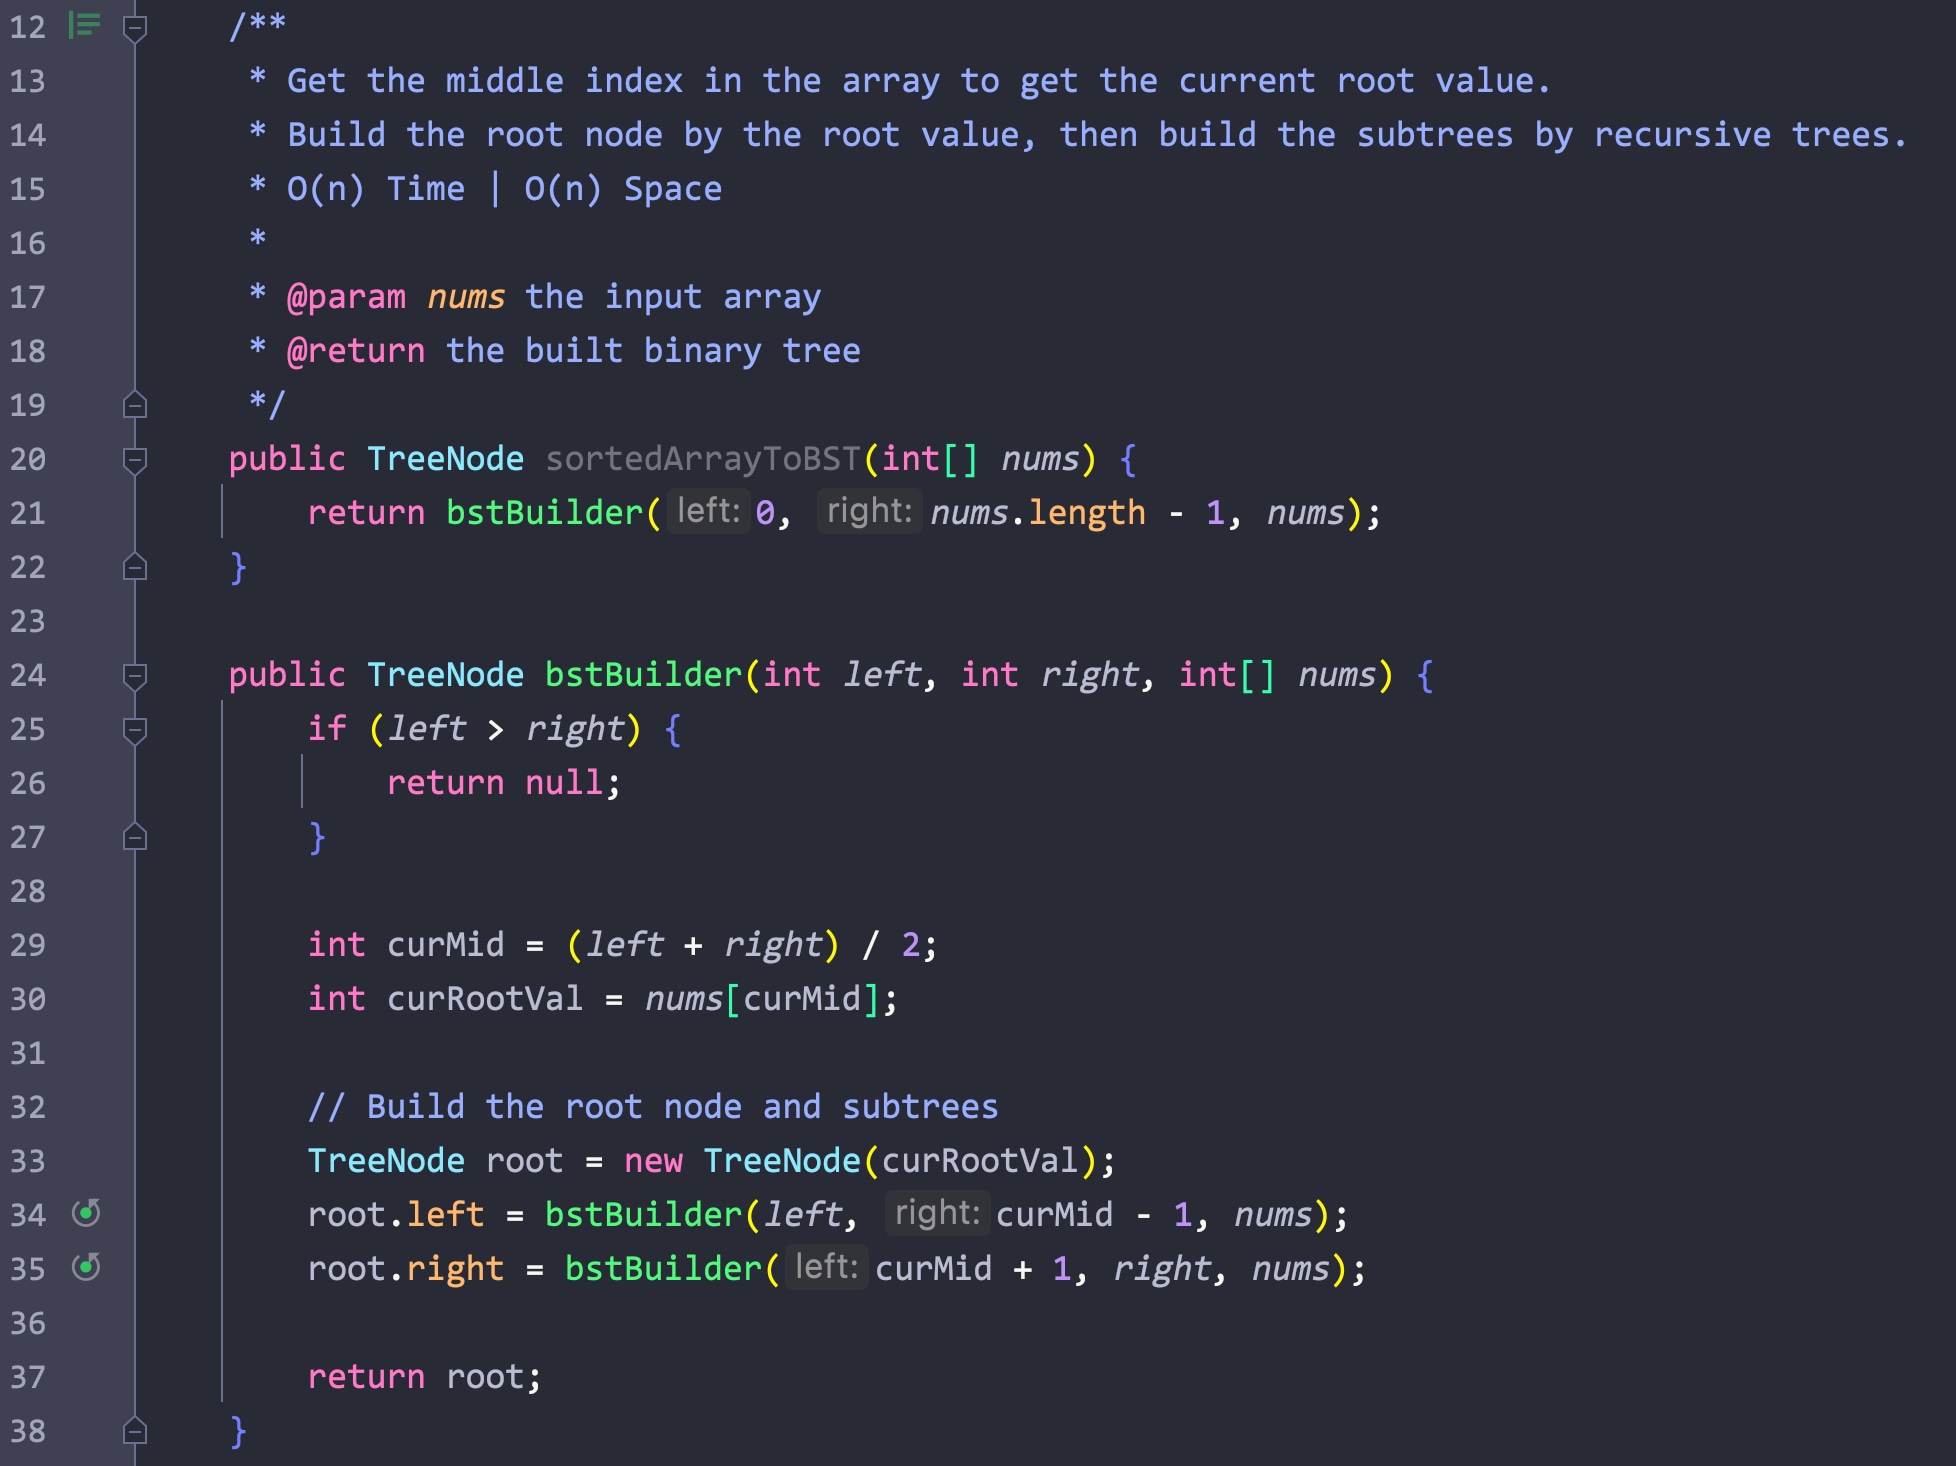 12 /**
13 * Get the middle index in the array to get the current root value.
14 * Build the root node by the root value, then build the subtrees by recursive trees.
15 * O(n) Time | O(n) Space
16 *
17 * @param nums the input array
18 * @return the built binary tree
19 */
20 public TreeNode sortedArrayToBST(int[] nums) {
21 return bstBuilder( left: 0, right: nums.length - 1, nums);
22 }
23
24 public TreeNode bstBuilder(int left, int right, int[] nums) {
25 if (left > right) {
26 return null;
27 }
28
29 int curMid = (left + right) / 2;
30 int curRootVal = nums[curMid];
31
32 // Build the root node and subtrees
33 TreeNode root = new TreeNode(curRootVal);
34 root.left = bstBuilder(left, right: curMid - 1, nums);
35 root.right = bstBuilder( left: curMid + 1, right, nums);
36
37 return root;
38 }